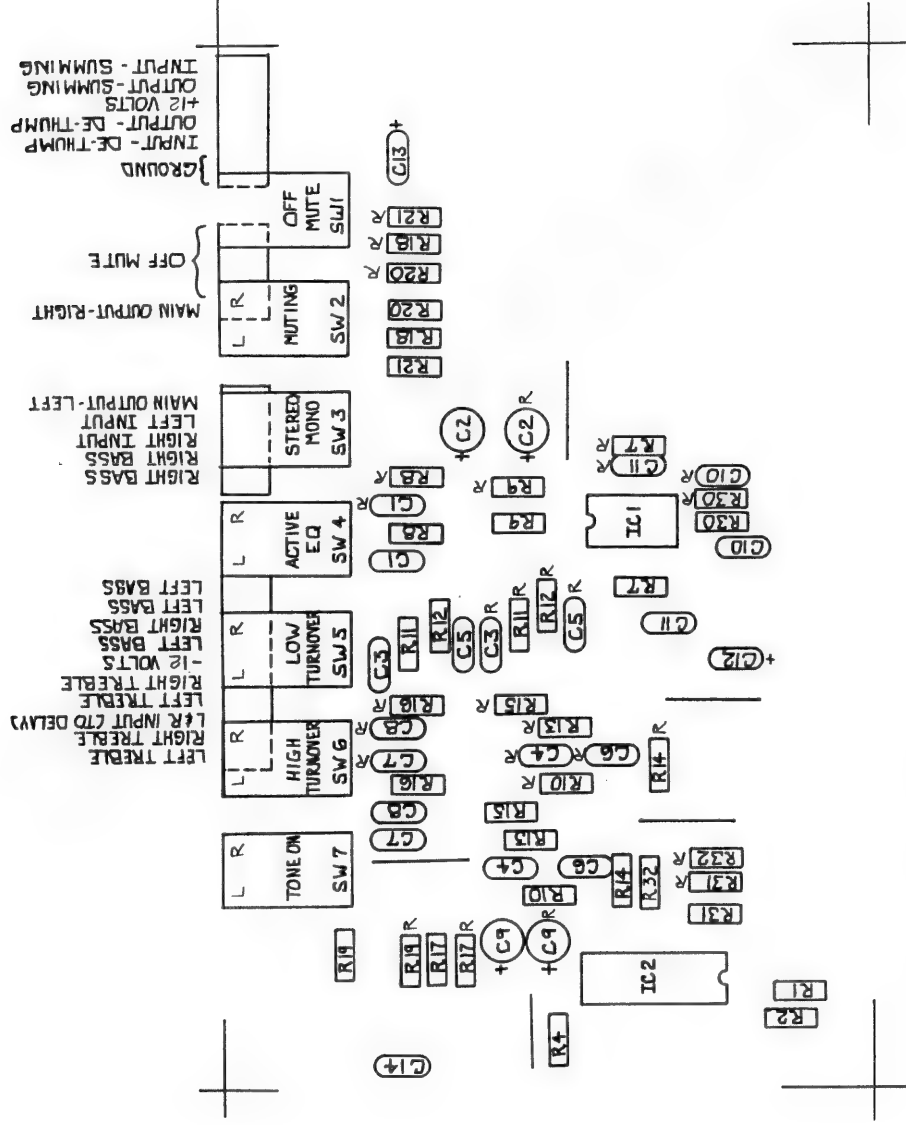 INPUT - SUMMING
OUTPUT - SUMMING
+12 VOLTS
OUTPUT - DE-THUMP
INPUT - DE-THUMP
GROUND
OFF MUTE
MAIN OUTPUT-RIGHT
MAIN OUTPUT-LEFT
LEFT INPUT
RIGHT INPUT
RIGHT BASS
RIGHT BASS
LEFT BASS
LEFT BASS
RIGHT BASS
LEFT BASS
-12 VOLTS
RIGHT TREBLE
LEFT TREBLE
L&R INPUT (TO DELAY)
RIGHT TREBLE
LEFT TREBLE
OFF
MUTE
SW1
L R
MUTING
SW 2
STEREO
MONO
SW 3
L R
ACTIVE
EQ
SW 4
L R
LOW
TURNOVER
SW 5
L R
HIGH
TURNOVER
SW 6
L R
TONE ON
SW 7
C13 +
R21 R
R18 R
R20 R
R20
R18
R21
C2 +
C2 + R
R7 R
C11 R
C10 R
R30 R
R30
C10
R8 R
C1 R
R8
C1
R9 R
R9
IC1
R7
C11
C12 +
C3
R11
R12
C5
C3 R
R11 R
R12 R
C5 R
R16 R
C8 R
C7 R
R16
C8
C7
R15 R
R13 R
C4 R
C6 R
R10 R
R14 R
R15
R13
C4
C6
R10
R14
R32
R32 R
R31 R
R31
R19
R19 R
R17
R17 R
C9 +
C9 + R
IC2
R1
R2
R4
C14